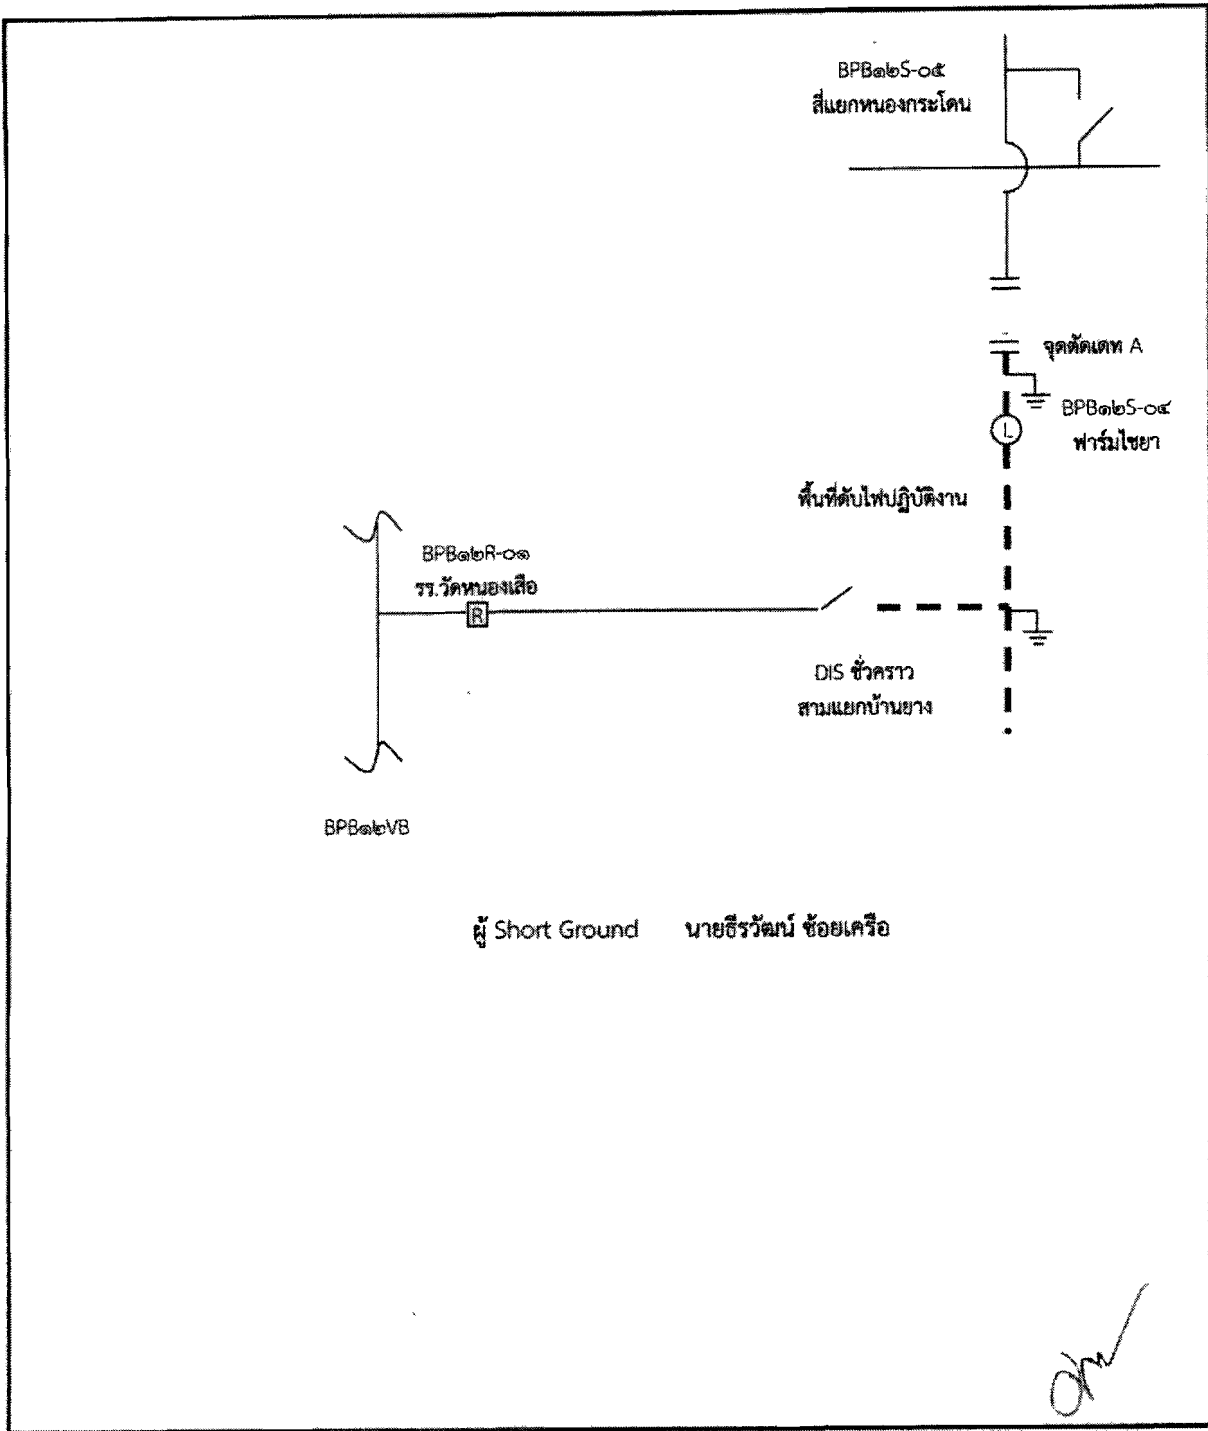 BPB๑๒S-๐๕
สี่แยกหนองกระโดน
จุดตัดเดท A
BPB๑๒S-๐๔
L
ฟาร์มไชยา
พื้นที่ดับไฟปฏิบัติงาน
BPB๑๒R-๐๑
รร.วัดหนองเสือ
R
DIS ชั่วคราว
สามแยกบ้านยาง
BPB๑๒VB
ผู้ Short Ground นายธีรวัฒน์ ช้อยเครือ